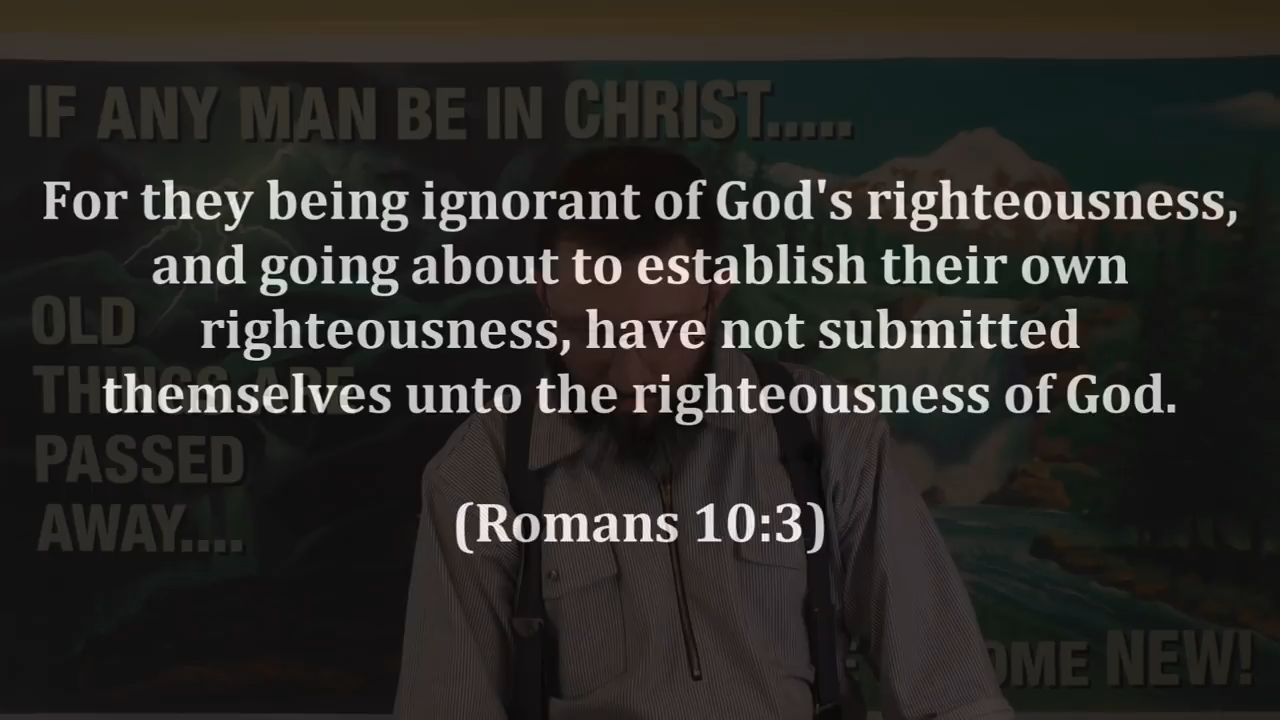 IF ANY MAN BE IN CHRIST.....
For they being ignorant of God's righteousness,
and going about to establish their own
righteousness, have not submitted
themselves unto the righteousness of God.
(Romans 10:3)
OLD
THINGS ARE
PASSED
AWAY....
OME NEW!